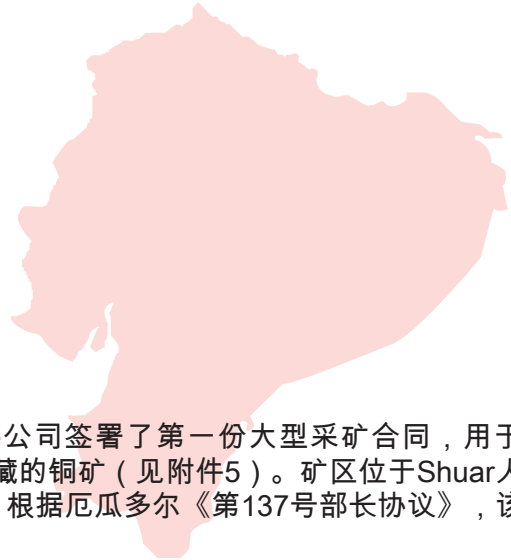 公司签署了第一份大型采矿合同，用于
藏的铜矿（见附件5）。矿区位于Shuar人
根据厄瓜多尔《第137号部长协议》，该